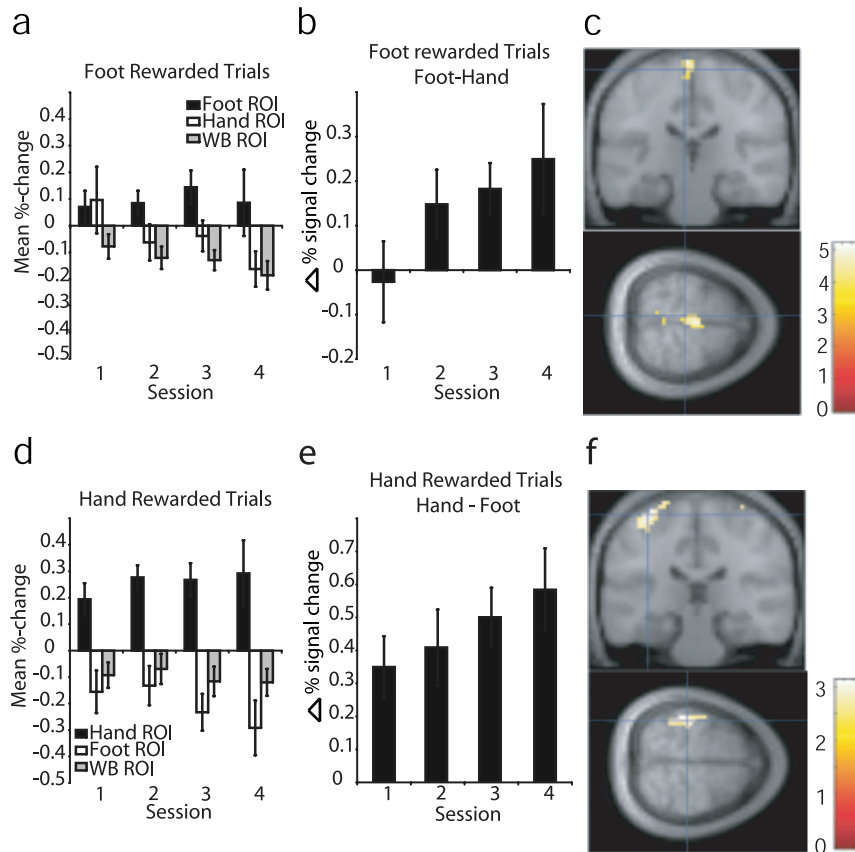 a
Foot Rewarded Trials
Foot ROI
Hand ROI
WB ROI
Mean %-change
0.4
0.3
0.2
0.1
0
-0.1
-0.2
-0.3
-0.4
-0.5
1 2 3 4
Session
b
Foot rewarded Trials
Foot-Hand
Δ % signal change
0.3
0.2
0.1
0
-0.1
-0.2
1 2 3 4
Session
c
5
4
3
2
1
0
d
Hand Rewarded Trials
Mean %-change
0.4
0.3
0.2
0.1
0
-0.1
-0.2
-0.3
-0.4
-0.5
Hand ROI
Foot ROI
WB ROI
1 2 3 4
Session
e
Hand Rewarded Trials
Hand - Foot
Δ % signal change
0.7
0.6
0.5
0.4
0.3
0.2
0.1
0
1 2 3 4
Session
f
3
2
1
0